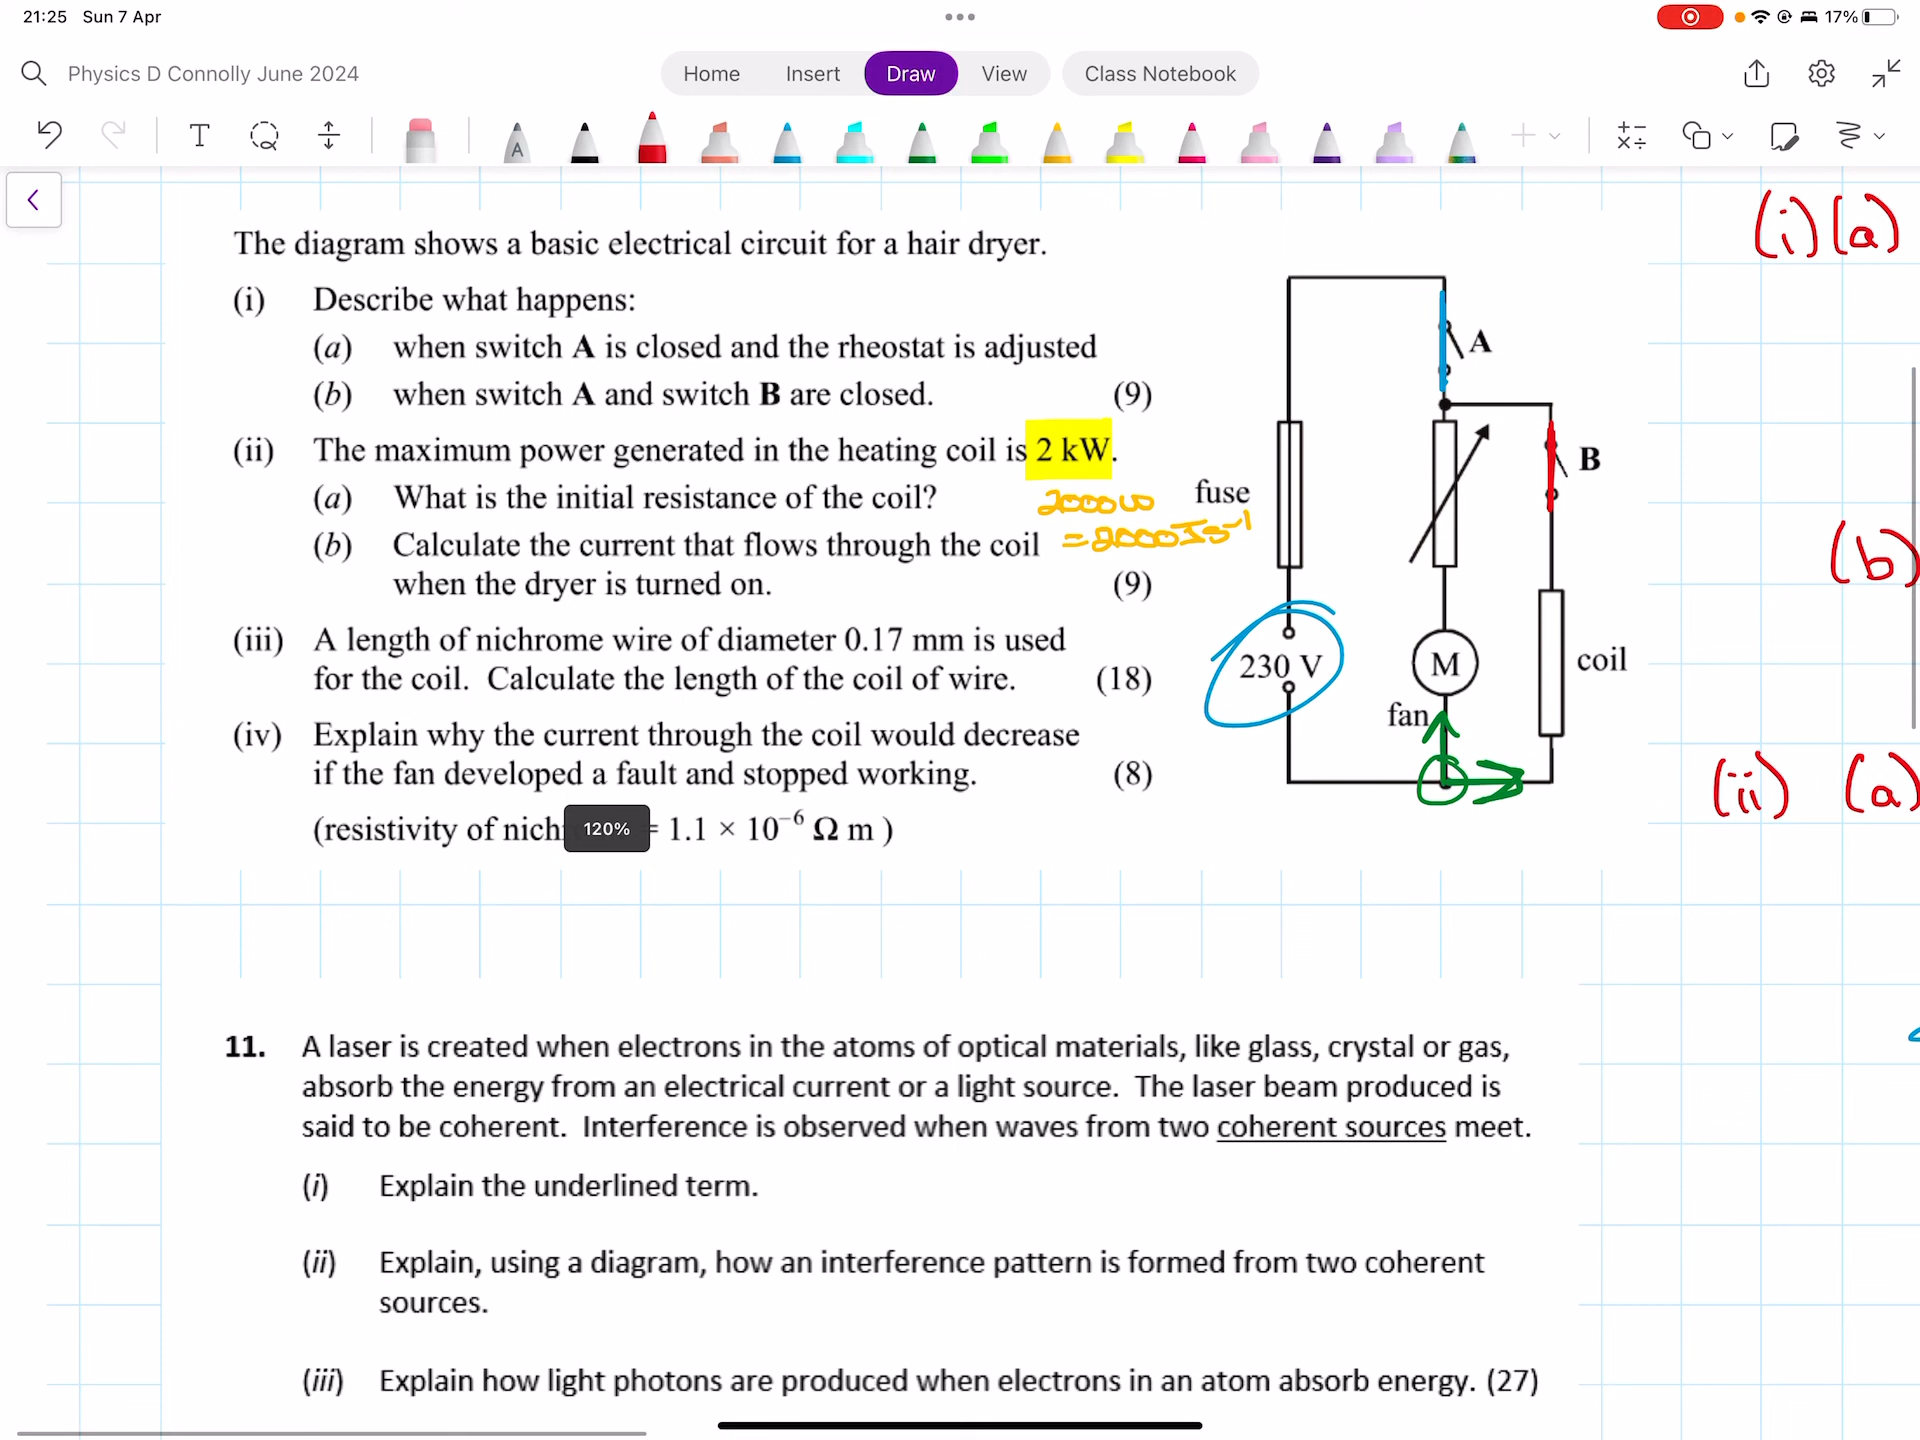 21:25 Sun 7 Apr
17%
Physics D Connolly June 2024
Home Insert Draw View Class Notebook
T
A
The diagram shows a basic electrical circuit for a hair dryer.
(i) Describe what happens:
(a) when switch A is closed and the rheostat is adjusted
(b) when switch A and switch B are closed. (9)
(ii) The maximum power generated in the heating coil is 2 kW.
(a) What is the initial resistance of the coil?
2000W
(b) Calculate the current that flows through the coil
= 2000Js⁻¹
when the dryer is turned on. (9)
(iii) A length of nichrome wire of diameter 0.17 mm is used
for the coil. Calculate the length of the coil of wire. (18)
(iv) Explain why the current through the coil would decrease
if the fan developed a fault and stopped working. (8)
(resistivity of nich
120%
= 1.1 × 10⁻⁶ Ω m )
A
B
fuse
230 V
M
fan
coil
(i) (a)
(b)
(ii) (a)
11. A laser is created when electrons in the atoms of optical materials, like glass, crystal or gas,
absorb the energy from an electrical current or a light source. The laser beam produced is
said to be coherent. Interference is observed when waves from two coherent sources meet.
(i) Explain the underlined term.
(ii) Explain, using a diagram, how an interference pattern is formed from two coherent
sources.
(iii) Explain how light photons are produced when electrons in an atom absorb energy. (27)